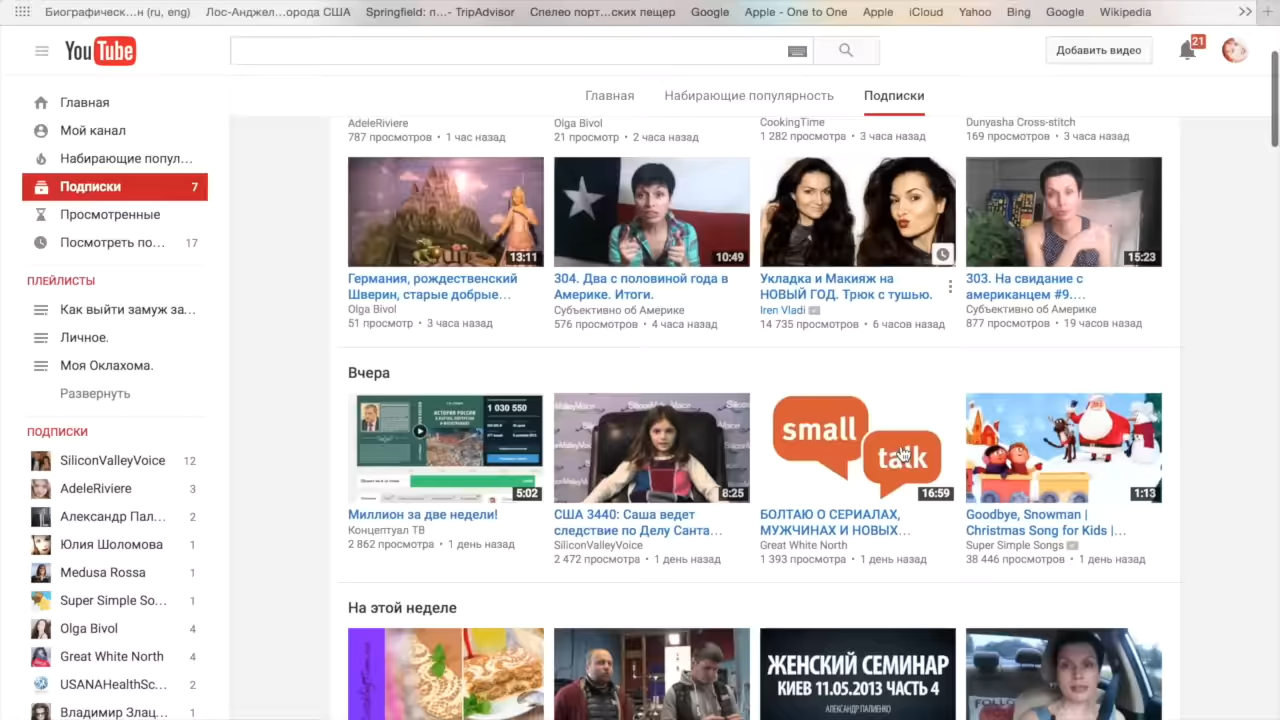 Биографическ...н (ru, eng)
Лос-Анджел...орода США
Springfield: п...- TripAdvisor
Спелео порт...ских пещер
Google
One to One
Apple
iCloud
Yahoo
Bing
Google
Wikipedia
YouTube
Добавить видео
21
Главная
Набирающие популярность
Подписки
Главная
Мой канал
Набирающие попул...
Подписки 7
Просмотренные
Посмотреть по... 17
ПЛЕЙЛИСТЫ
Как выйти замуж за...
Личное.
Моя Оклахома.
Развернуть
ПОДПИСКИ
SiliconValleyVoice 12
AdeleRiviere 3
Александр Пал... 2
Юлия Шоломова 1
Medusa Rossa 1
Super Simple So... 1
Olga Bivol 4
Great White North 4
USANAHealthSc... 2
Владимир Злац... 1
AdeleRiviere
787 просмотров • 1 час назад
Olga Bivol
21 просмотр • 2 часа назад
CookingTime
1 282 просмотра • 3 часа назад
Dunyasha Cross-stitch
169 просмотров • 3 часа назад
13:11
Германия, рождественский
Шверин, старые добрые...
Olga Bivol
51 просмотр • 3 часа назад
10:49
304. Два с половиной года в
Америке. Итоги.
Субъективно об Америке
576 просмотров • 4 часа назад
Укладка и Макияж на
НОВЫЙ ГОД. Трюк с тушью.
Iren Vladi
14 735 просмотров • 6 часов назад
15:23
303. На свидание с
американцем #9....
Субъективно об Америке
877 просмотров • 19 часов назад
Вчера
ИСТОРИЯ РОССИИ
1 030 550
5:02
Миллион за две недели!
Концептуал ТВ
2 862 просмотра • 1 день назад
8:25
США 3440: Саша ведет
следствие по Делу Санта...
SiliconValleyVoice
2 472 просмотра • 1 день назад
small
talk
16:59
БОЛТАЮ О СЕРИАЛАХ,
МУЖЧИНАХ И НОВЫХ...
Great White North
1 393 просмотра • 1 день назад
1:13
Goodbye, Snowman |
Christmas Song for Kids |...
Super Simple Songs
38 446 просмотров • 1 день назад
На этой неделе
ЖЕНСКИЙ СЕМИНАР
КИЕВ 11.05.2013 ЧАСТЬ 4
АЛЕКСАНДР ПАЛИЕНКО